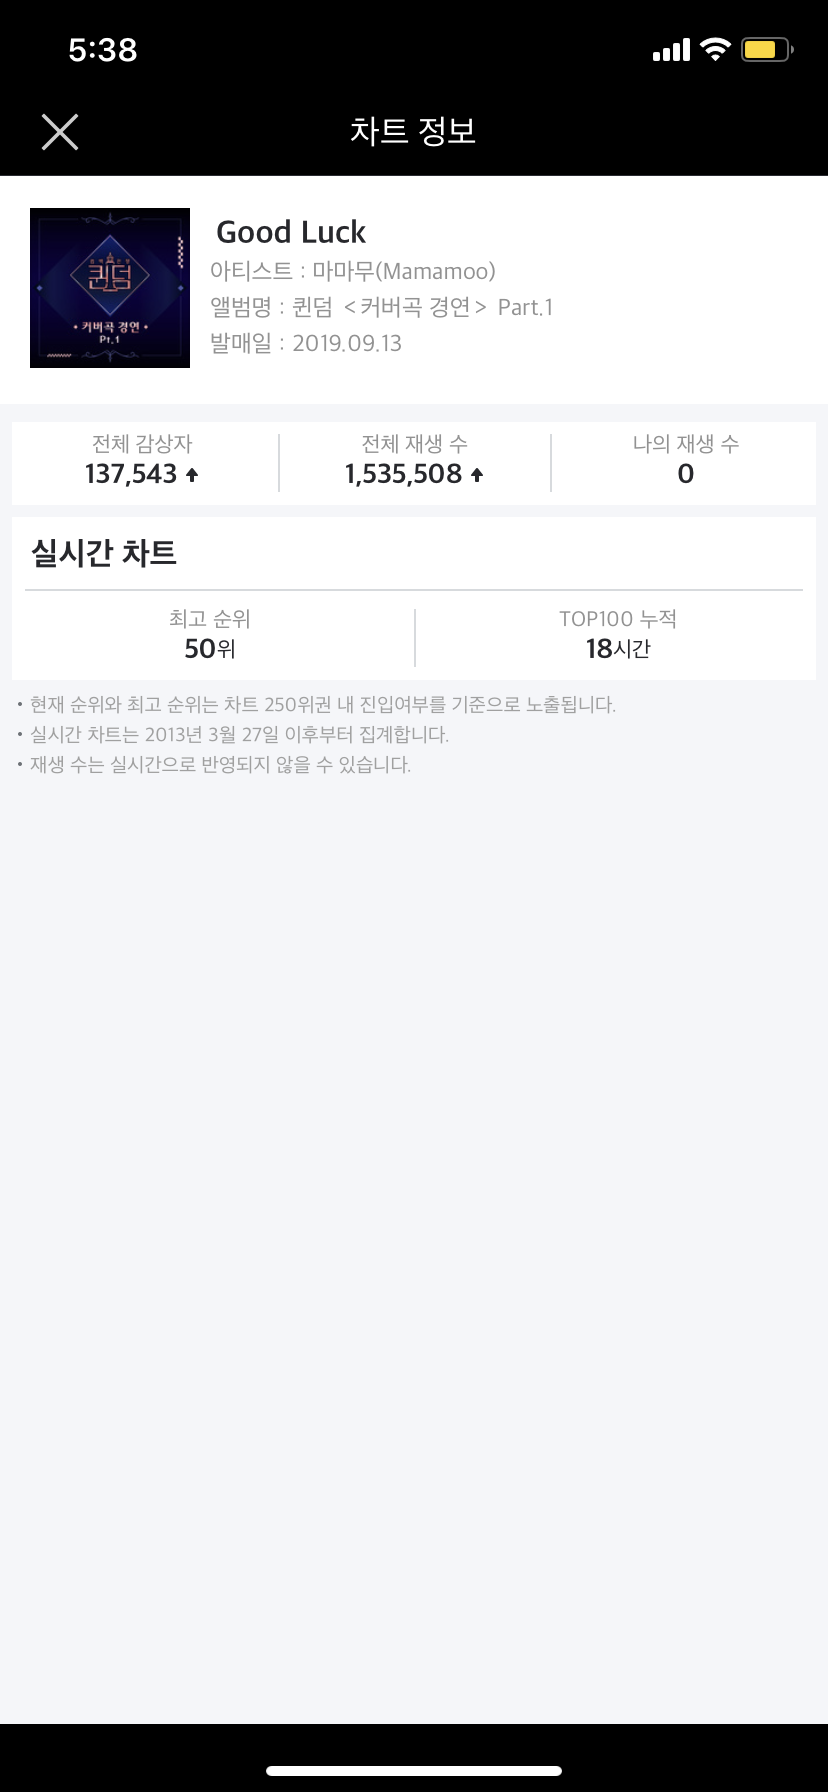 5:38
차트 정보
퀸덤
• 커버곡 경연 •
Pt.1
Good Luck
아티스트 : 마마무(Mamamoo)
앨범명 : 퀸덤 <커버곡 경연> Part.1
발매일 : 2019.09.13
전체 감상자
137,543
전체 재생 수
1,535,508
나의 재생 수
0
실시간 차트
최고 순위
50위
TOP100 누적
18시간
• 현재 순위와 최고 순위는 차트 250위권 내 진입여부를 기준으로 노출됩니다.
• 실시간 차트는 2013년 3월 27일 이후부터 집계합니다.
• 재생 수는 실시간으로 반영되지 않을 수 있습니다.